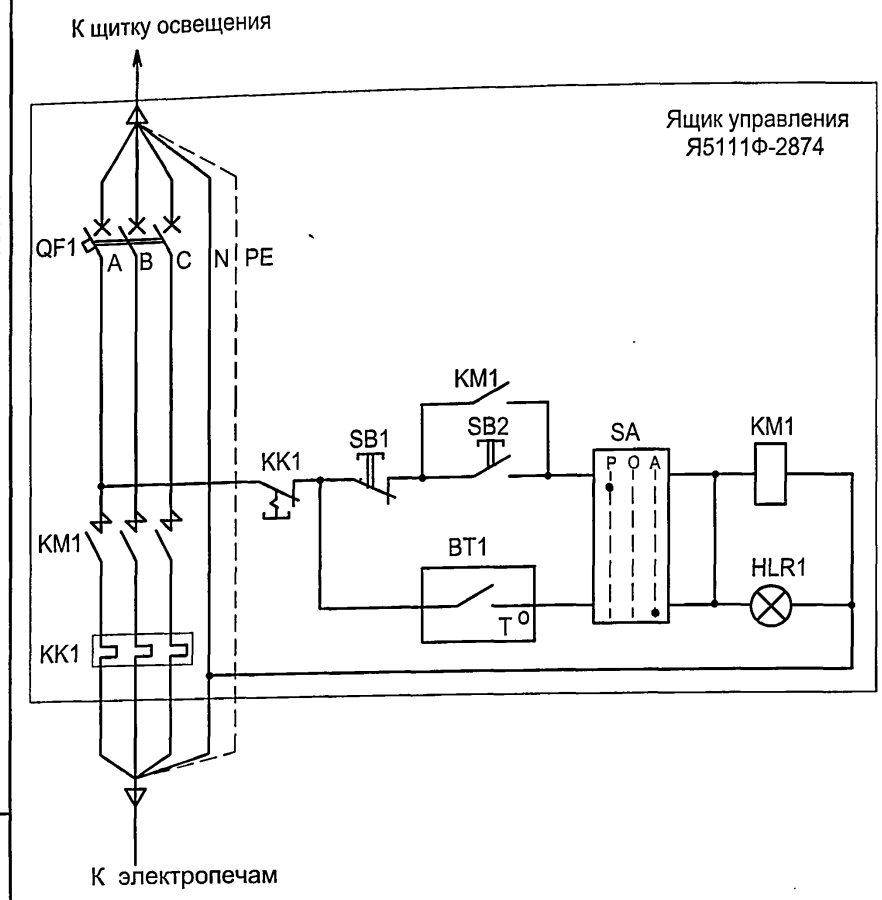 К щитку освещения
Ящик управления
Я5111Ф-2874
QF1
A
B
C
N
PE
KM1
SB1
SB2
SA
KM1
KK1
P O A
KM1
BT1
HLR1
T°
KK1
К электропечам